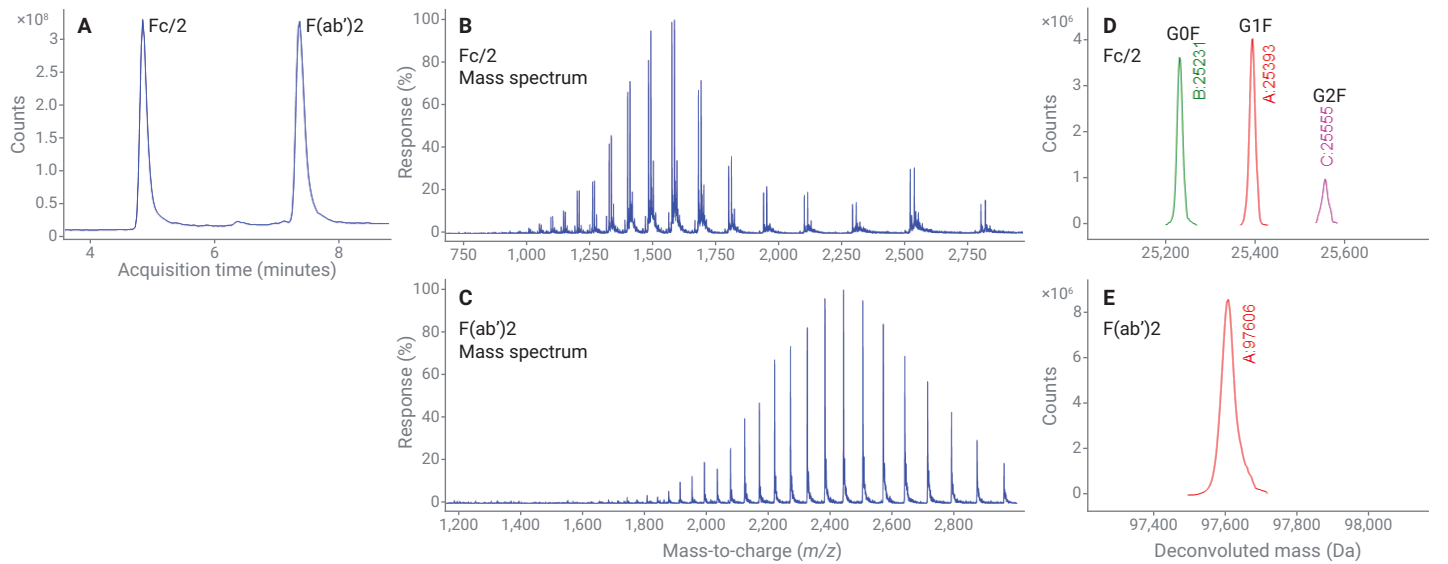 A
×10⁸
Fc/2
F(ab’)2
3
2.5
2.0
1.5
1.0
0.5
0
Counts
4
6
8
Acquisition time (minutes)
B
Fc/2
Mass spectrum
100
80
60
40
20
0
Response (%)
750
1,000
1,250
1,500
1,750
2,000
2,250
2,500
2,750
C
F(ab’)2
Mass spectrum
100
80
60
40
20
0
Response (%)
1,200
1,400
1,600
1,800
2,000
2,200
2,400
2,600
2,800
Mass-to-charge (m/z)
D
×10⁶
Fc/2
G0F
B:25231
G1F
A:25393
G2F
C:25555
4
3
2
1
0
Counts
25,200
25,400
25,600
E
×10⁶
F(ab’)2
A:97606
8
6
4
2
0
Counts
97,400
97,600
97,800
98,000
Deconvoluted mass (Da)